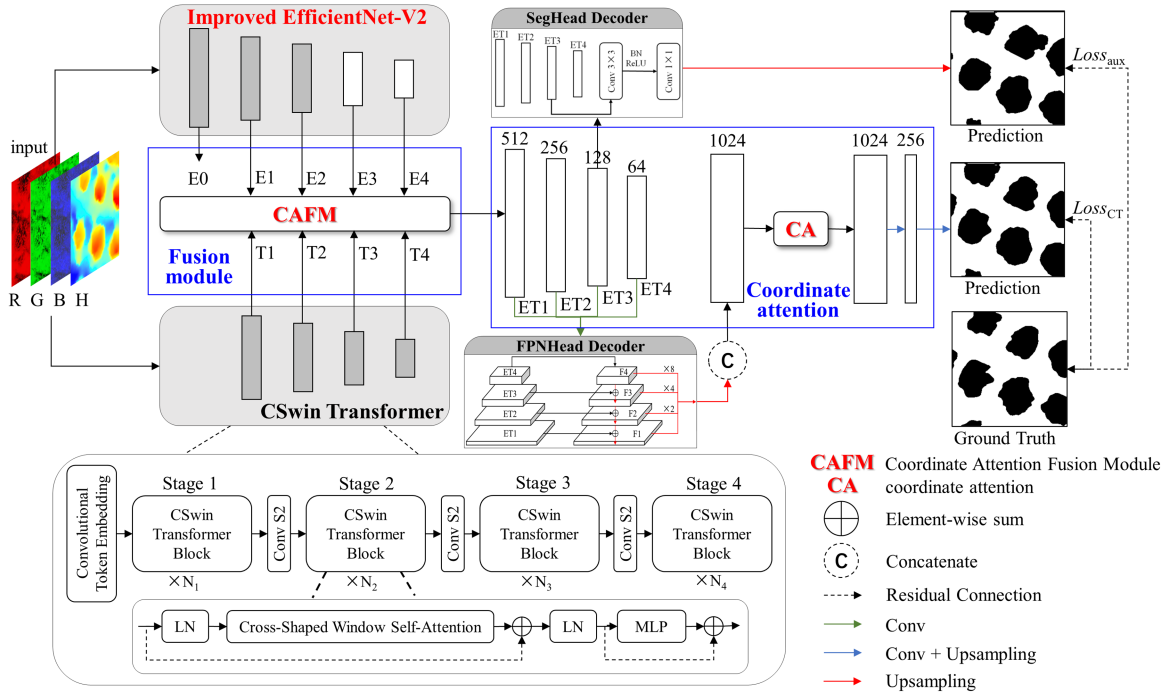 Improved EfficientNet-V2
input
R G B H
E0 E1 E2 E3 E4
CAFM
T1 T2 T3 T4
Fusion
module
CSwin Transformer
SegHead Decoder
ET1
ET2
ET3
ET4
Conv 3×3
BN
ReLU
Conv 1×1
512
256
128
64
ET1
ET2
ET3
ET4
1024
CA
1024
256
Coordinate
attention
FPNHead Decoder
ET4
ET3
ET2
ET1
F4
F3
F2
F1
×8
×4
×2
C
Prediction
Loss aux
Prediction
Loss CT
Ground Truth
Convolutional
Token Embedding
Stage 1
CSwin
Transformer
Block
×N1
Conv S2
Stage 2
CSwin
Transformer
Block
×N2
Conv S2
Stage 3
CSwin
Transformer
Block
×N3
Conv S2
Stage 4
CSwin
Transformer
Block
×N4
LN
Cross-Shaped Window Self-Attention
LN
MLP
CAFM Coordinate Attention Fusion Module
CA coordinate attention
Element-wise sum
C Concatenate
Residual Connection
Conv
Conv + Upsampling
Upsampling